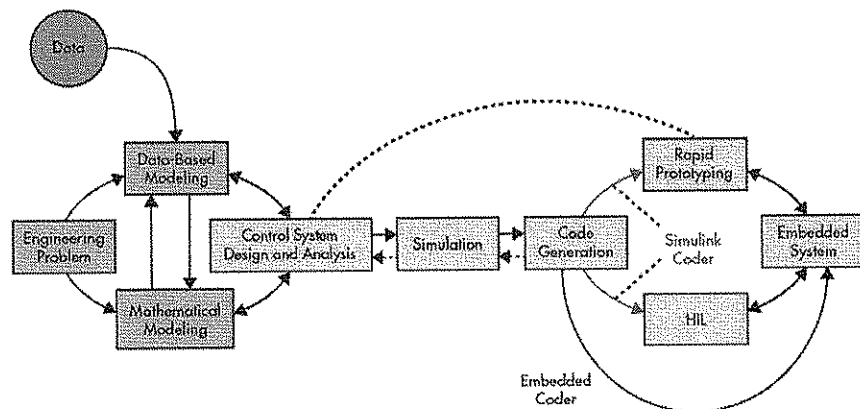 Data
Data-Based
Modeling
Rapid
Prototyping
Engineering
Problem
Control System
Design and Analysis
Simulation
Code
Generation
Simulink
Coder
Embedded
System
Mathematical
Modeling
HIL
Embedded
Coder